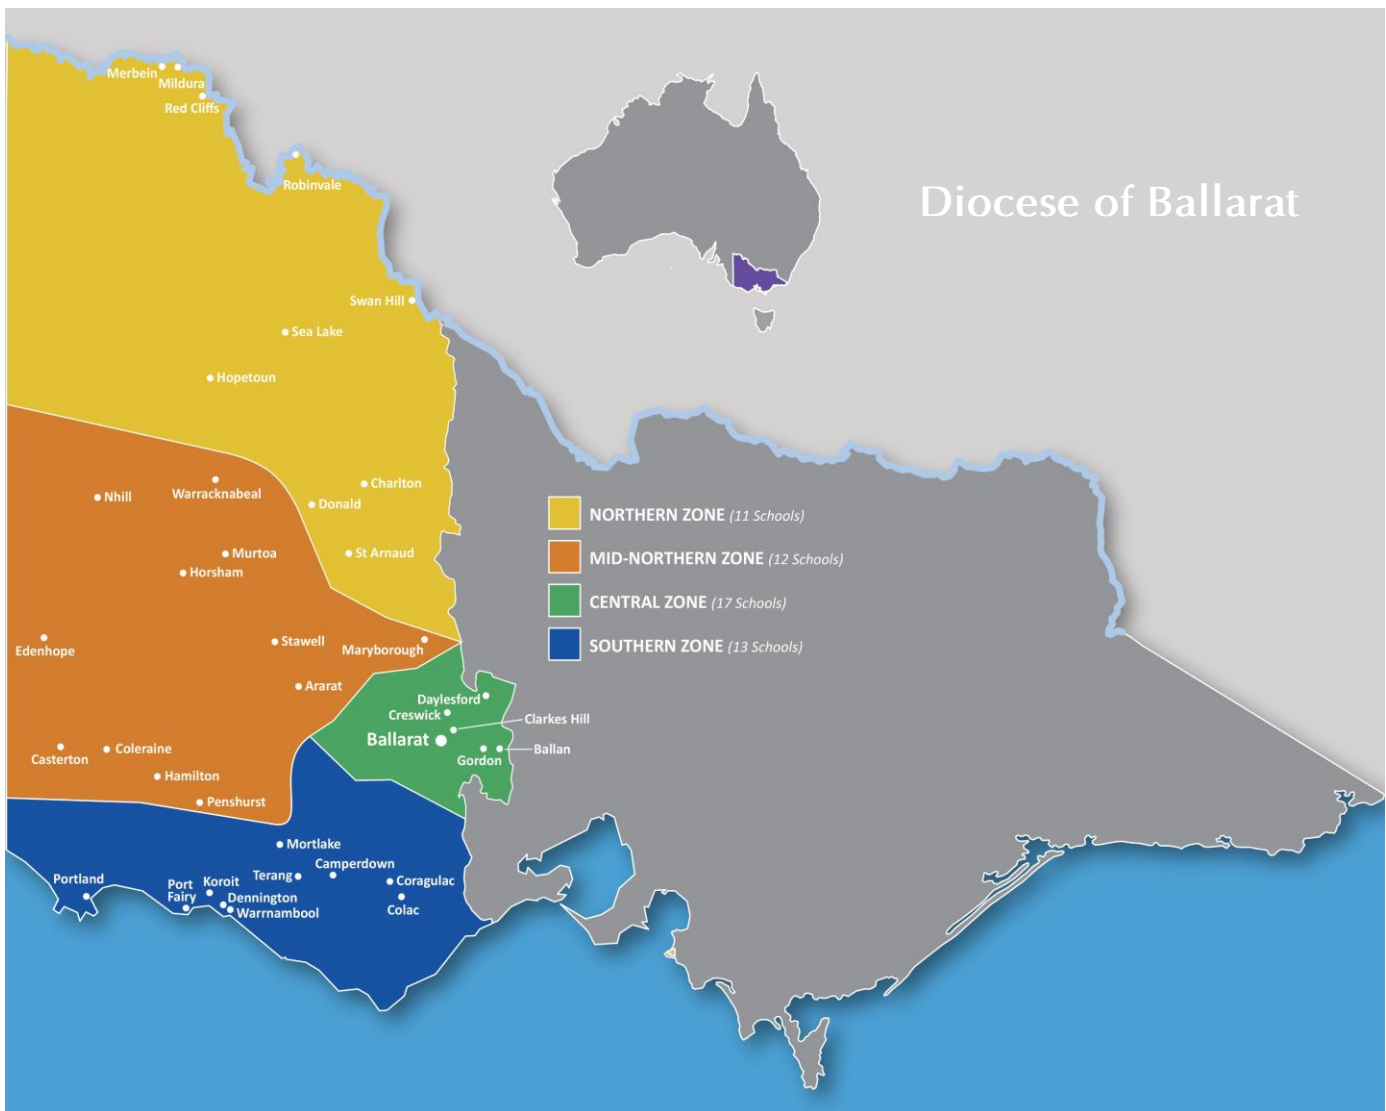 Merbein
Mildura
Red Cliffs
Robinvale
Diocese of Ballarat
Swan Hill
Sea Lake
Hopetoun
Charlton
Warracknabeal
Nhill
Donald
NORTHERN ZONE (11 Schools)
Murtoa
St Arnaud
MID-NORTHERN ZONE (12 Schools)
Horsham
CENTRAL ZONE (17 Schools)
Edenhope
Stawell
Maryborough
SOUTHERN ZONE (13 Schools)
Ararat
Daylesford
Creswick
Clarkes Hill
Ballarat
Casterton
Coleraine
Gordon
Ballan
Hamilton
Penshurst
Mortlake
Camperdown
Portland
Port
Fairy
Koroit
Terang
Coragulac
Dennington
Warrnambool
Colac